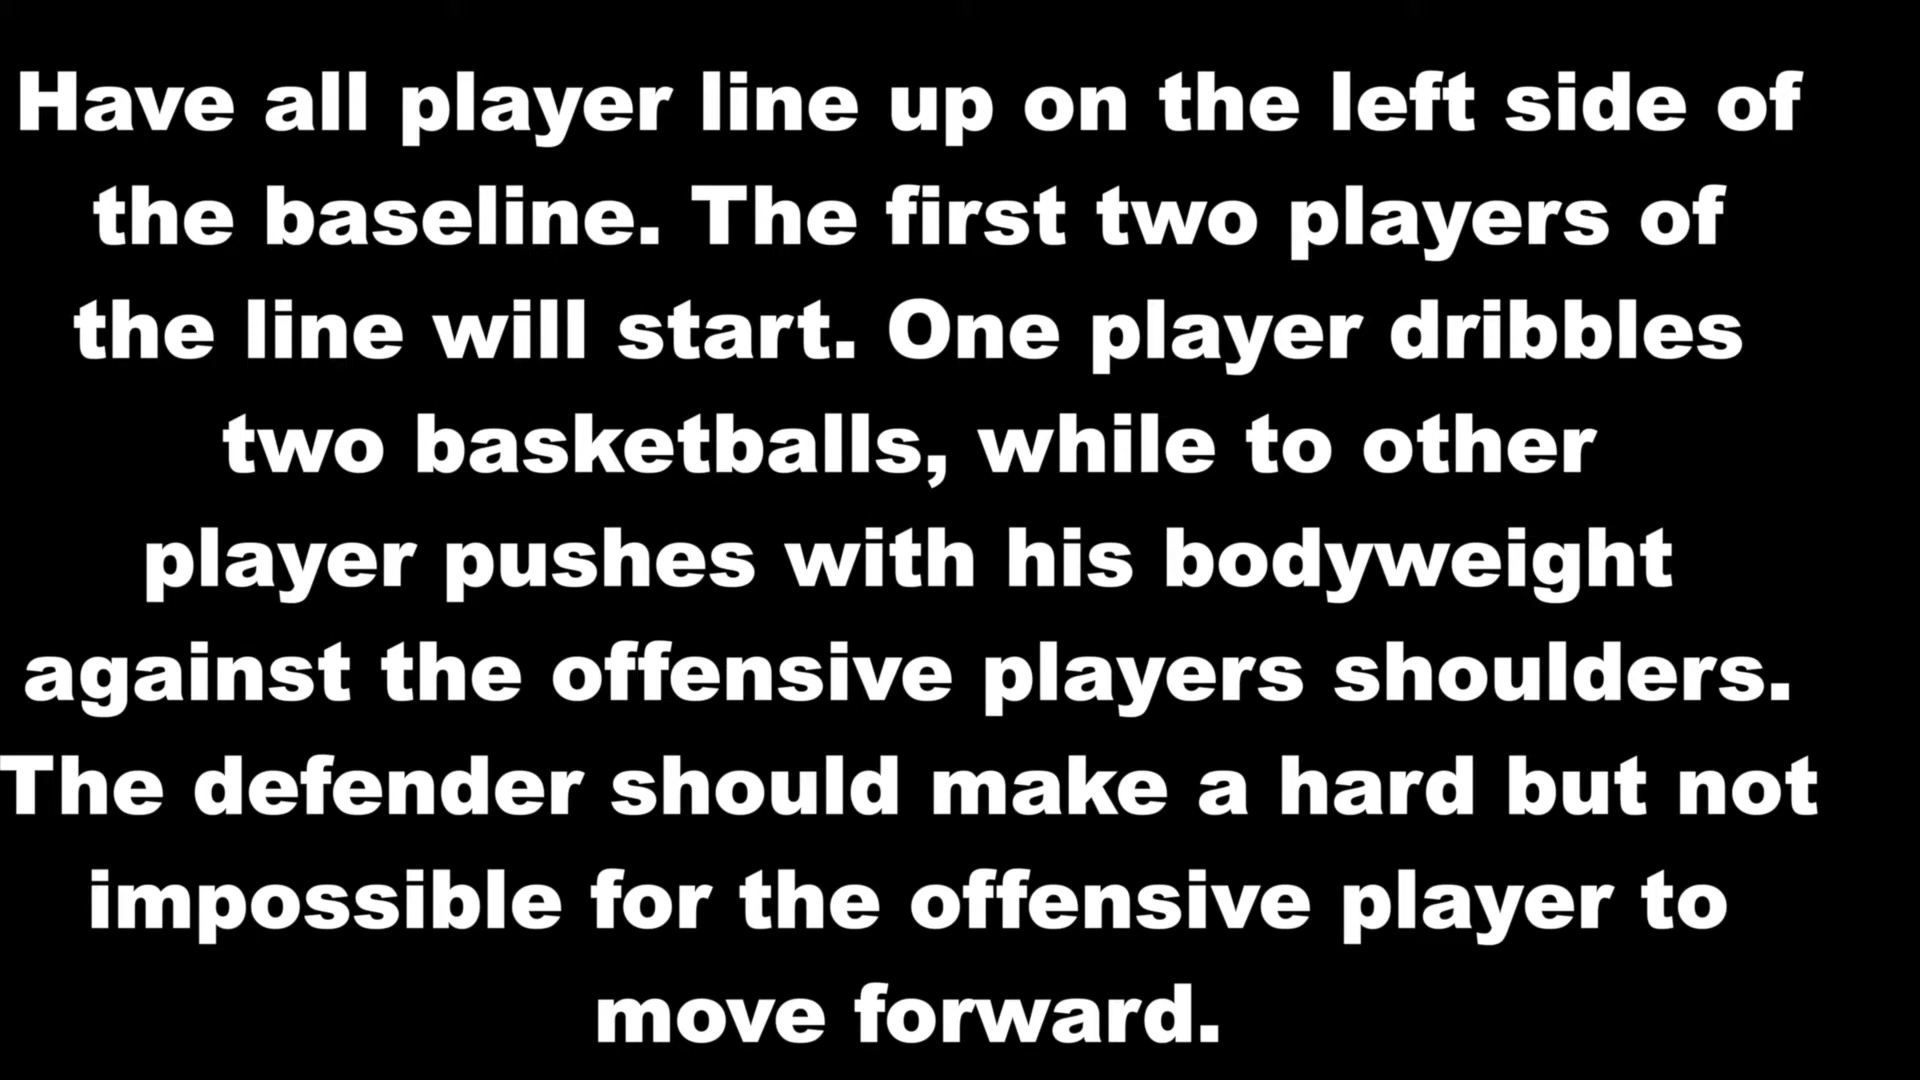 Have all player line up on the left side of
the baseline. The first two players of
the line will start. One player dribbles
two basketballs, while to other
player pushes with his bodyweight
against the offensive players shoulders.
The defender should make a hard but not
impossible for the offensive player to
move forward.